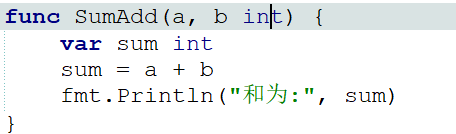 func SumAdd(a, b int) {
    var sum int
    sum = a + b
    fmt.Println("和为:", sum)
}